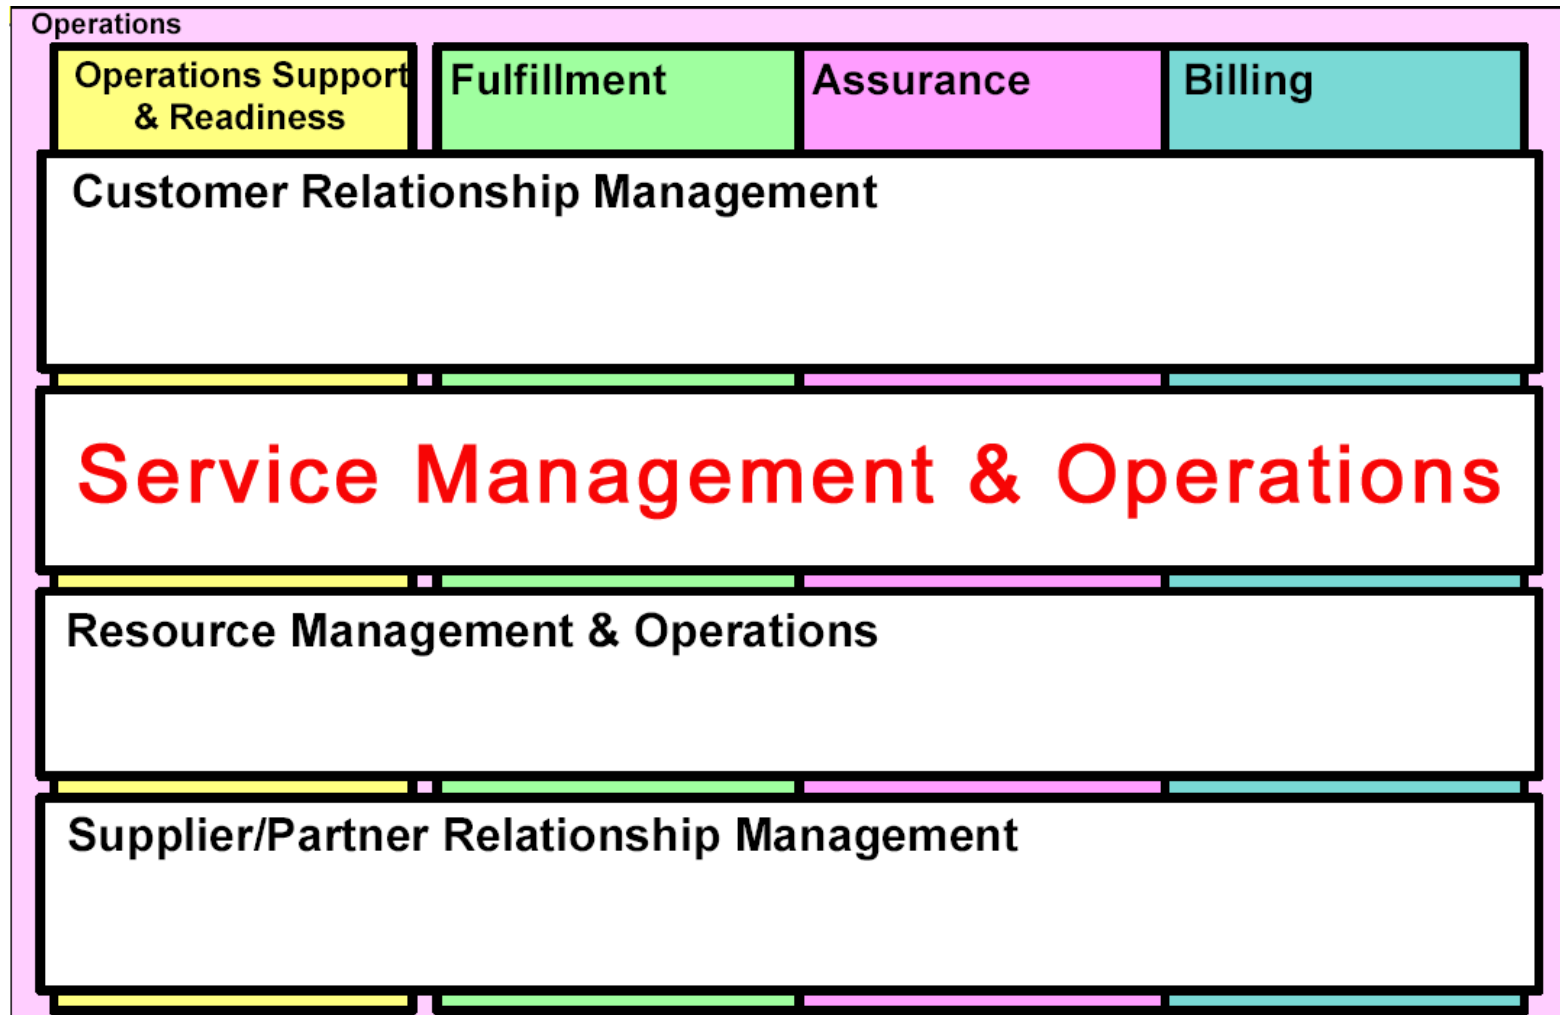 Operations
Operations Support
& Readiness
Fulfillment
Assurance
Billing
Customer Relationship Management
Service Management & Operations
Resource Management & Operations
Supplier/Partner Relationship Management